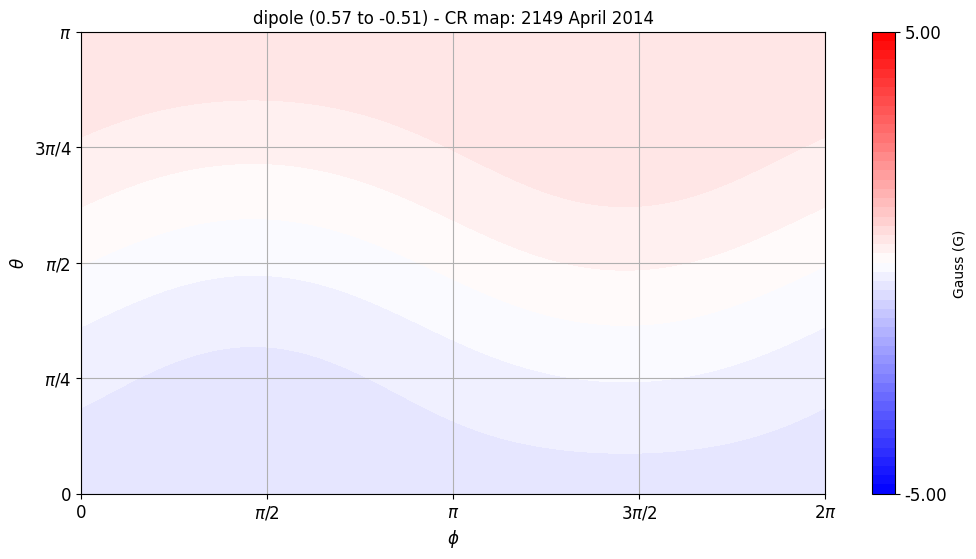 dipole (0.57 to -0.51) - CR map: 2149 April 2014
π
3π/4
π/2
π/4
0
θ
0
π/2
π
3π/2
2π
ϕ
5.00
-5.00
Gauss (G)